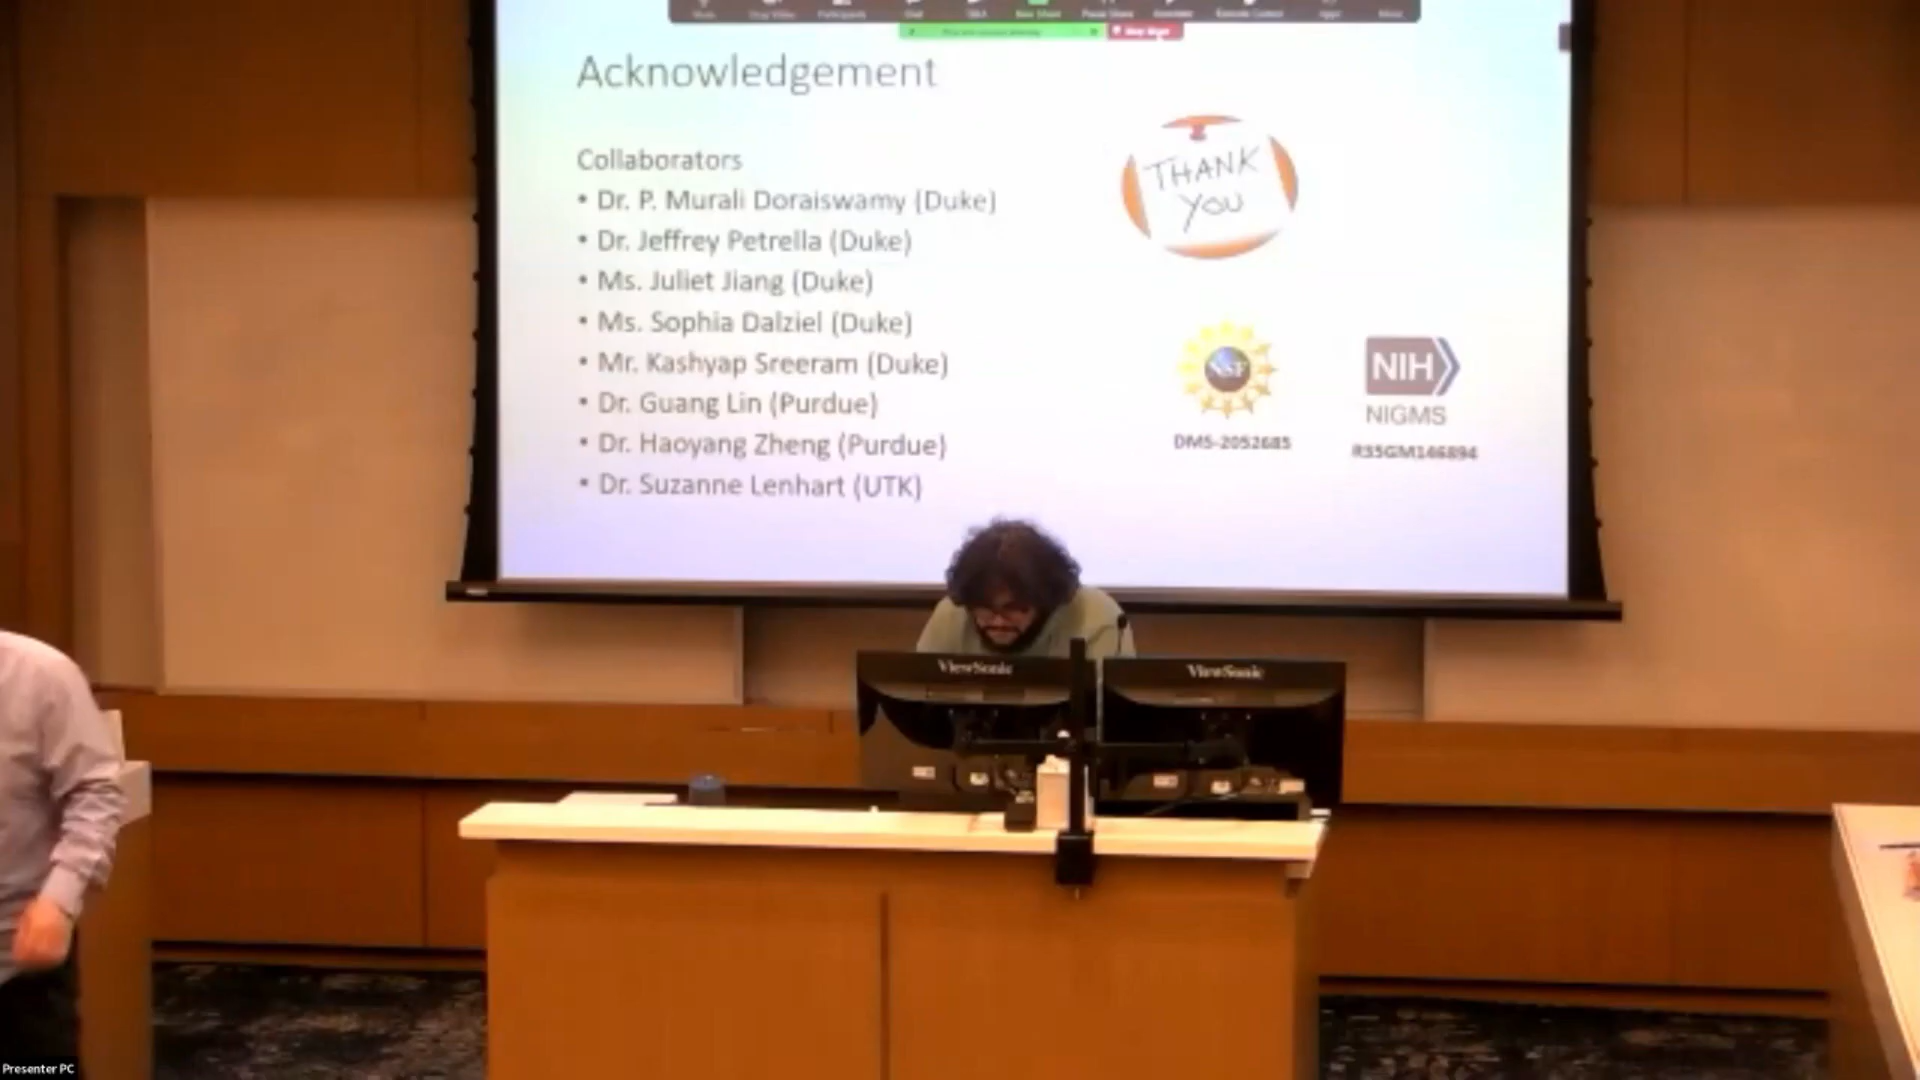 Acknowledgement
Collaborators
• Dr. P. Murali Doraiswamy (Duke)
• Dr. Jeffrey Petrella (Duke)
• Ms. Juliet Jiang (Duke)
• Ms. Sophia Dalziel (Duke)
• Mr. Kashyap Sreeram (Duke)
• Dr. Guang Lin (Purdue)
• Dr. Haoyang Zheng (Purdue)
• Dr. Suzanne Lenhart (UTK)
THANK
YOU
NSF
DMS-2052685
NIH
NIGMS
R35GM146894
ViewSonic
ViewSonic
Presenter PC